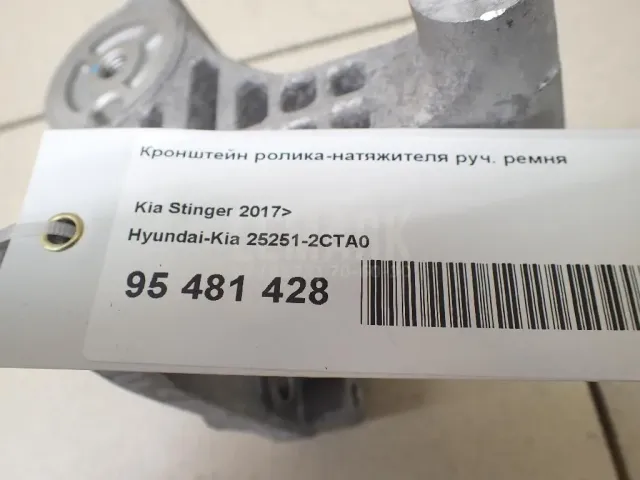 Кронштейн ролика-натяжителя руч. ремня
Kia Stinger 2017>
Hyundai-Kia 25251-2CTA0
95 481 428